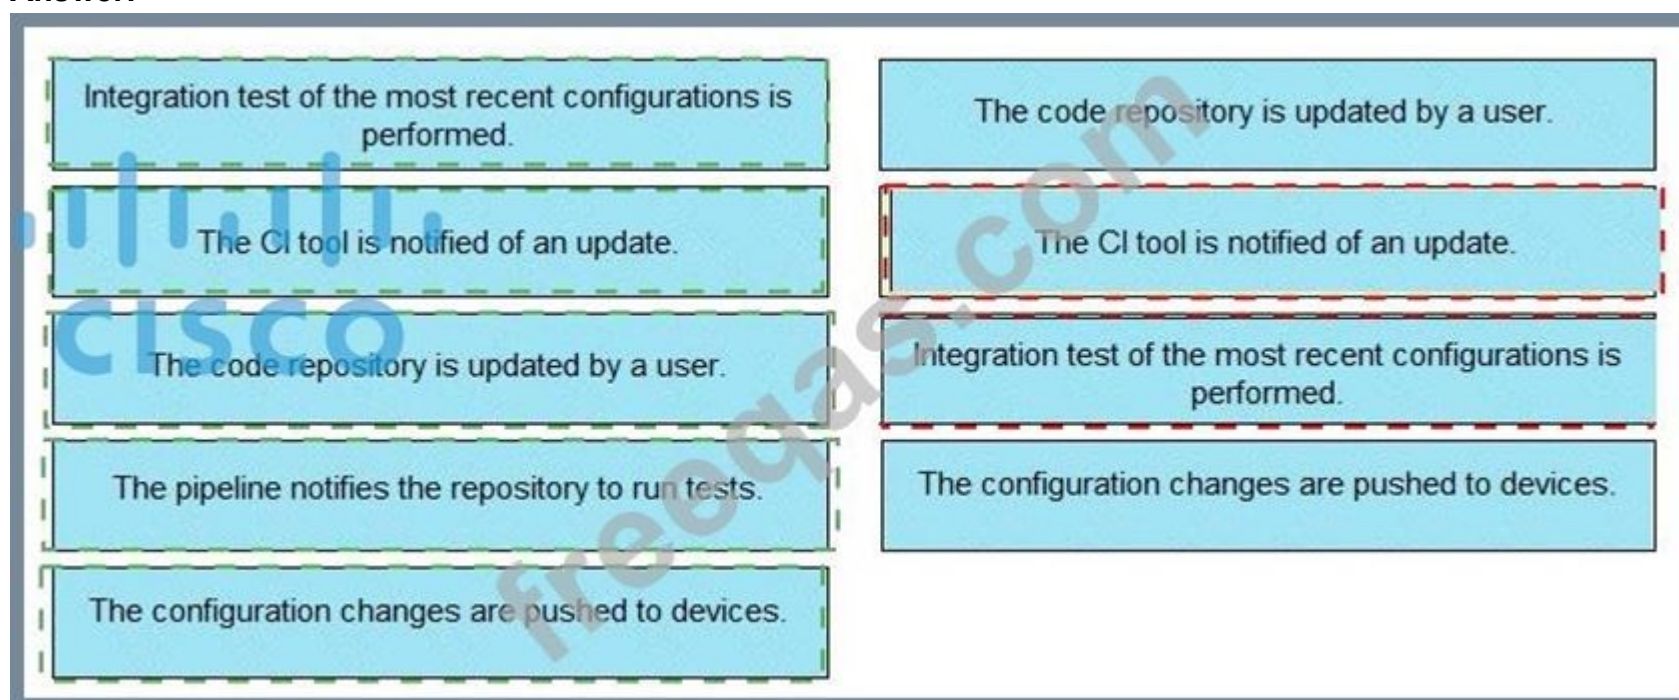 Answer:
Integration test of the most recent configurations is
performed.
The CI tool is notified of an update.
The code repository is updated by a user.
The pipeline notifies the repository to run tests.
The configuration changes are pushed to devices.
The code repository is updated by a user.
The CI tool is notified of an update.
Integration test of the most recent configurations is
performed.
The configuration changes are pushed to devices.
CISCO
freeqas.com